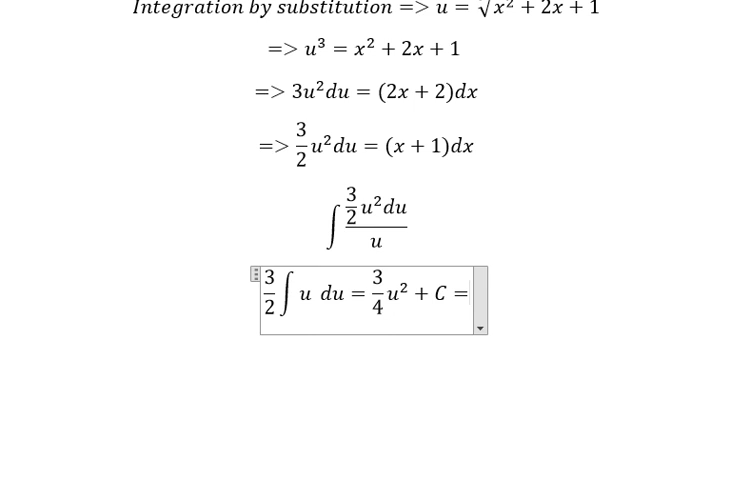 Integration by substitution => u = √x² + 2x + 1
=> u³ = x² + 2x + 1
=> 3u²du = (2x + 2)dx
=> 3/2 u²du = (x + 1)dx
∫ (3/2 u²du)/u
3/2 ∫ u du = 3/4 u² + C =